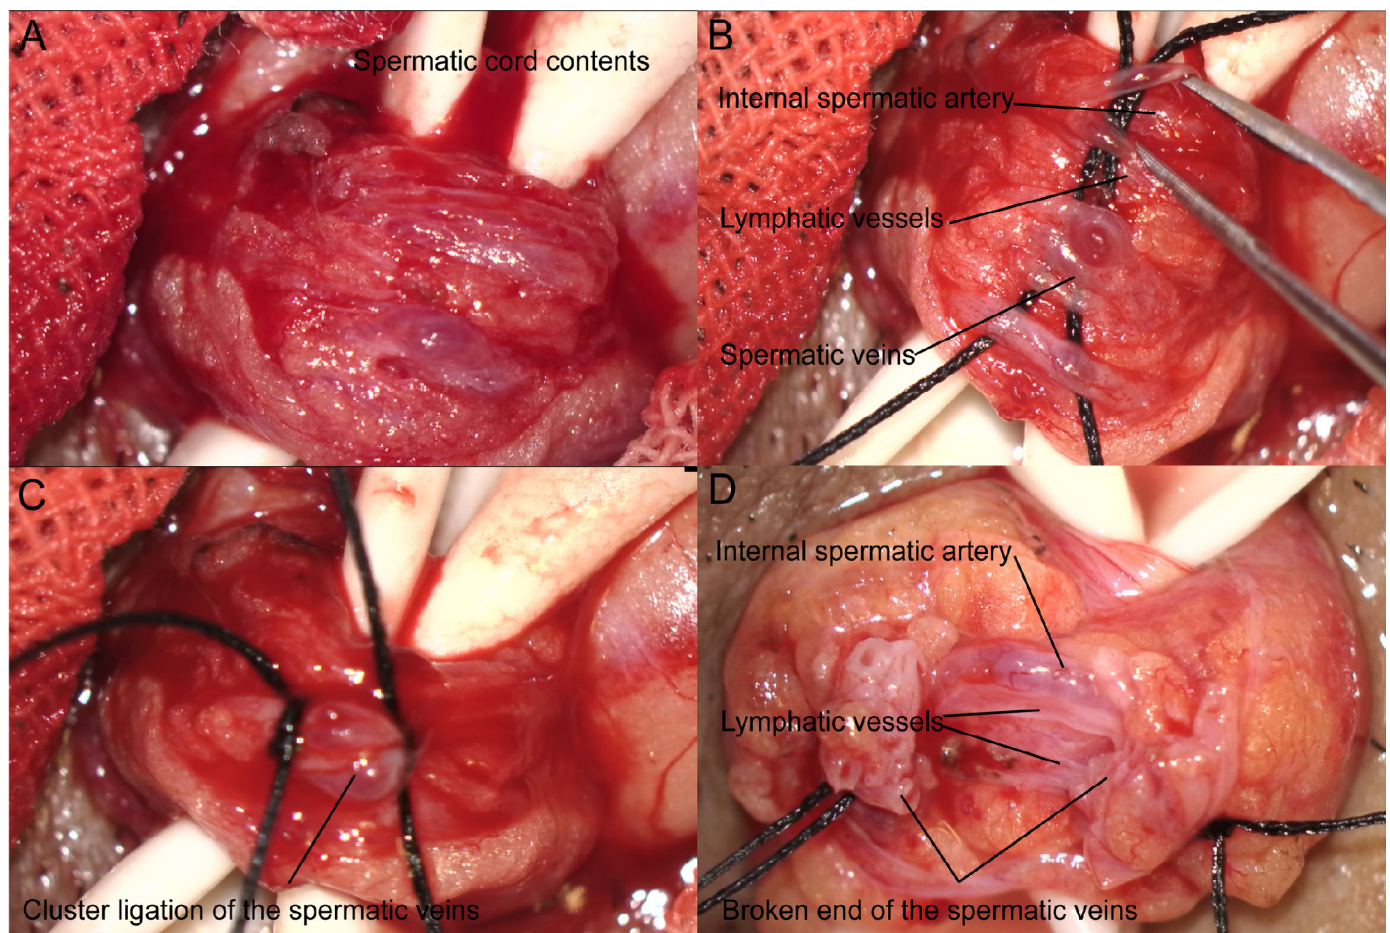 A
Spermatic cord contents
B
Internal spermatic artery
Lymphatic vessels
Spermatic veins
C
Cluster ligation of the spermatic veins
D
Internal spermatic artery
Lymphatic vessels
Broken end of the spermatic veins